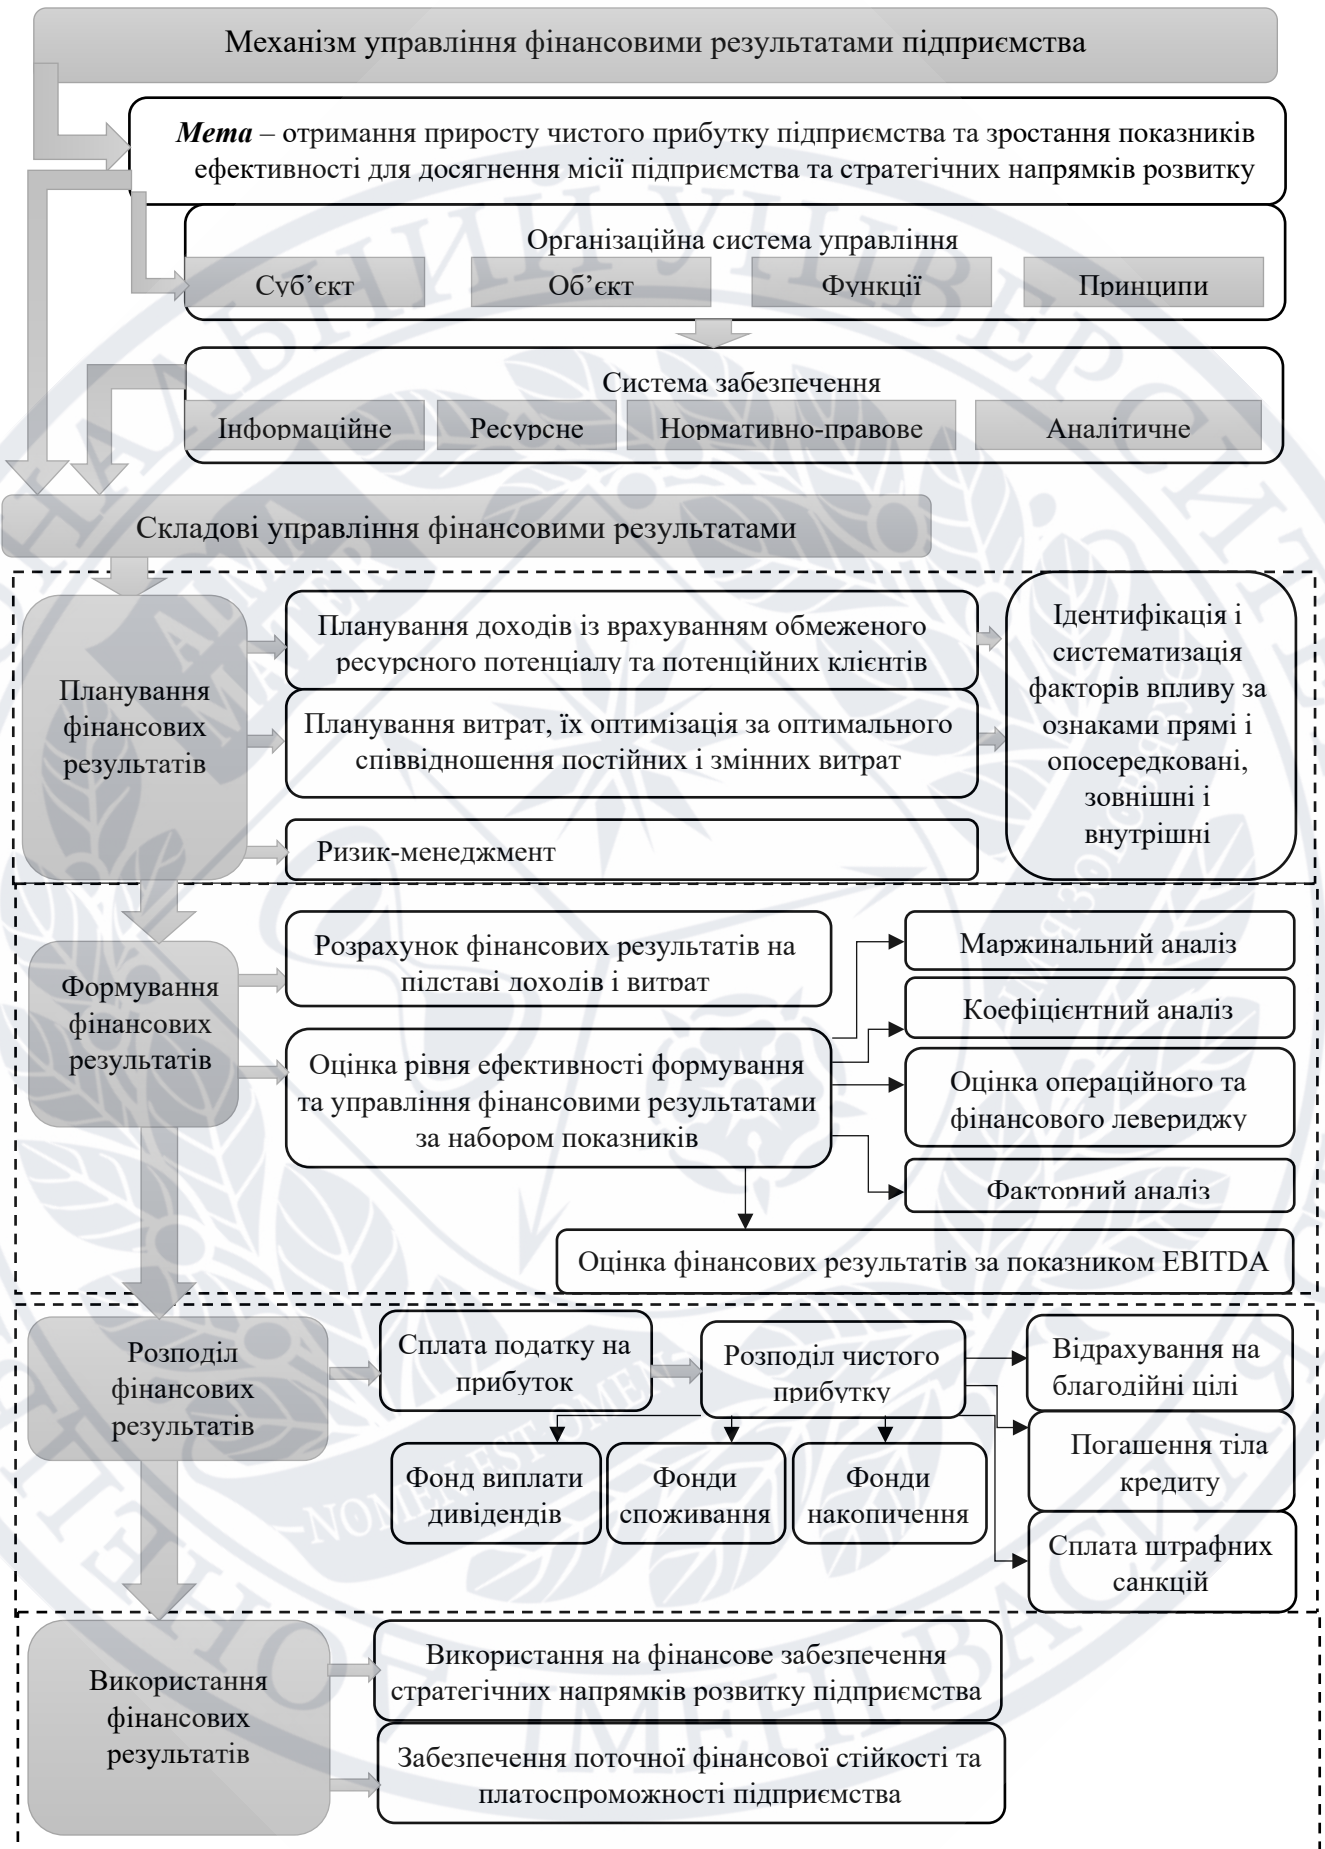 Механізм управління фінансовими результатами підприємства
Мета – отримання приросту чистого прибутку підприємства та зростання показників
ефективності для досягнення місії підприємства та стратегічних напрямків розвитку
Організаційна система управління
Суб’єкт
Об’єкт
Функції
Принципи
Система забезпечення
Інформаційне
Ресурсне
Нормативно-правове
Аналітичне
Складові управління фінансовими результатами
Планування
фінансових
результатів
Планування доходів із врахуванням обмеженого
ресурсного потенціалу та потенційних клієнтів
Планування витрат, їх оптимізація за оптимального
співвідношення постійних і змінних витрат
Ризик-менеджмент
Ідентифікація і
систематизація
факторів впливу за
ознаками прямі і
опосередковані,
зовнішні і
внутрішні
Формування
фінансових
результатів
Розрахунок фінансових результатів на
підставі доходів і витрат
Оцінка рівня ефективності формування
та управління фінансовими результатами
за набором показників
Маржинальний аналіз
Коефіцієнтний аналіз
Оцінка операційного та
фінансового левериджу
Факторний аналіз
Оцінка фінансових результатів за показником EBITDA
Розподіл
фінансових
результатів
Сплата податку на
прибуток
Розподіл чистого
прибутку
Відрахування на
благодійні цілі
Погашення тіла
кредиту
Сплата штрафних
санкцій
Фонд виплати
дивідендів
Фонди
споживання
Фонди
накопичення
Використання
фінансових
результатів
Використання на фінансове забезпечення
стратегічних напрямків розвитку підприємства
Забезпечення поточної фінансової стійкості та
платоспроможності підприємства
ALMA
MATER
NOMEN EST OMEN
УНІВЕРСИТЕТ
ІМЕНІ ВАСИЛЯ